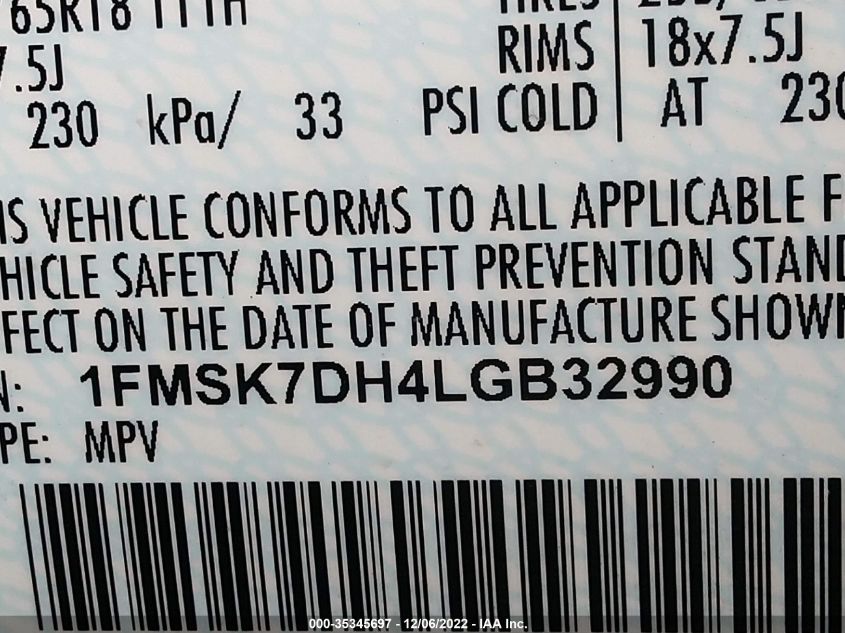 65R18 111H
.5J
RIMS 18x7.5J
230 kPa/ 33 PSI COLD AT 230
IS VEHICLE CONFORMS TO ALL APPLICABLE F
HICLE SAFETY AND THEFT PREVENTION STAND
FECT ON THE DATE OF MANUFACTURE SHOWN
N: 1FMSK7DH4LGB32990
PE: MPV
000-35345697 - 12/06/2022 - IAA Inc.